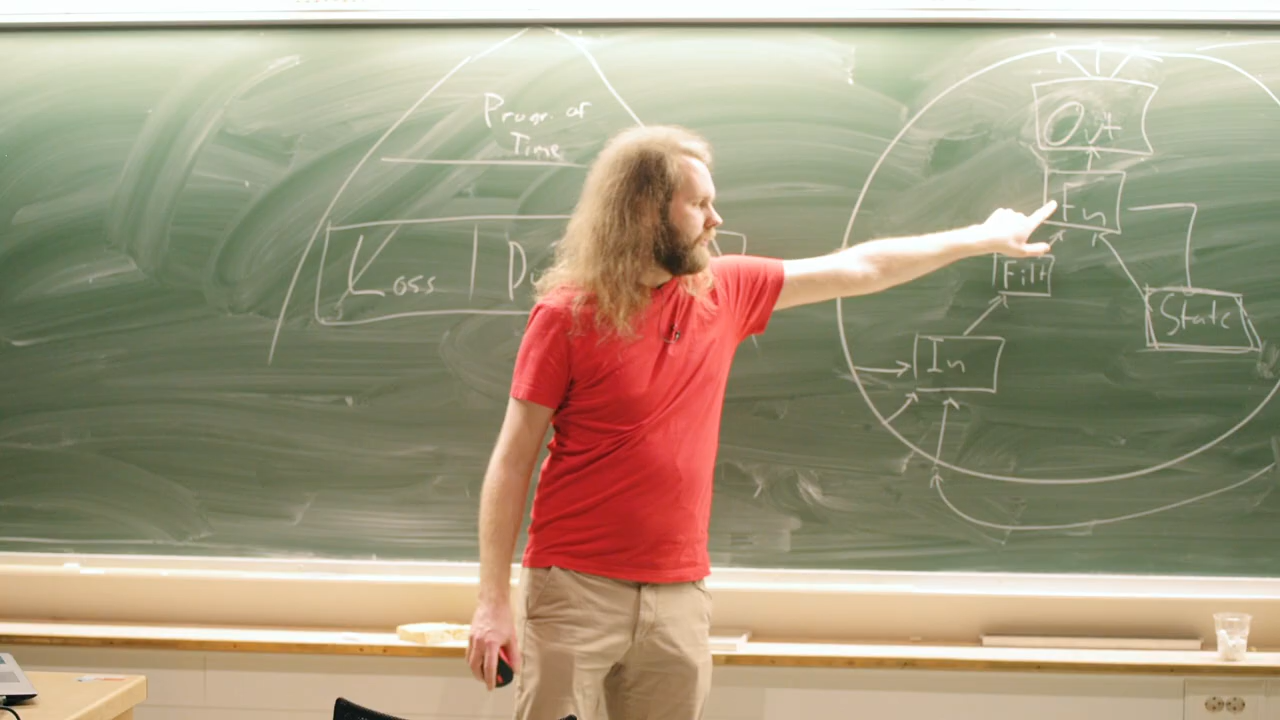 Progr. of
Time
Loss
Out
Fn
Filt
State
In